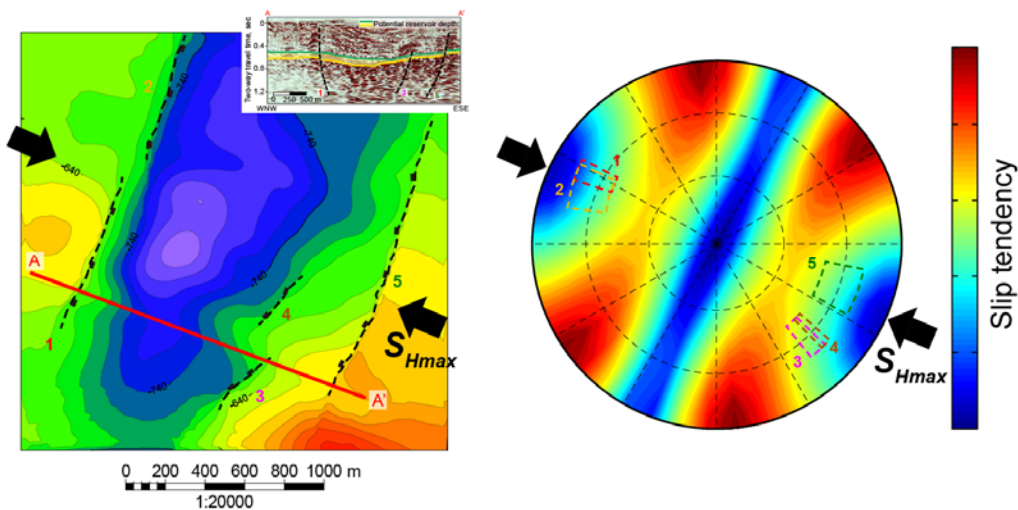 A A'
Two-way travel time, sec
0
0.4
0.8
1.2
Potential reservoir depth
1 3
0 250 500 m
WNW ESE
2
-740
-640
-740
-740
A
5
4
1
-740
-640
3
A'
SHmax
0 200 400 600 800 1000 m
1:20000
1
2
5
3
4
SHmax
Slip tendency